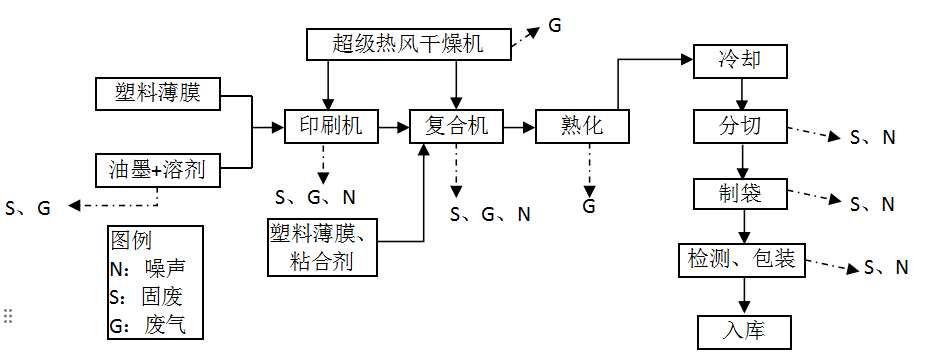 超级热风干燥机
G
冷却
塑料薄膜
印刷机
复合机
熟化
分切
S、N
油墨+溶剂
S、G
S、G、N
S、G、N
G
制袋
S、N
塑料薄膜、
粘合剂
检测、包装
S、N
入库
图例
N：噪声
S：固废
G：废气